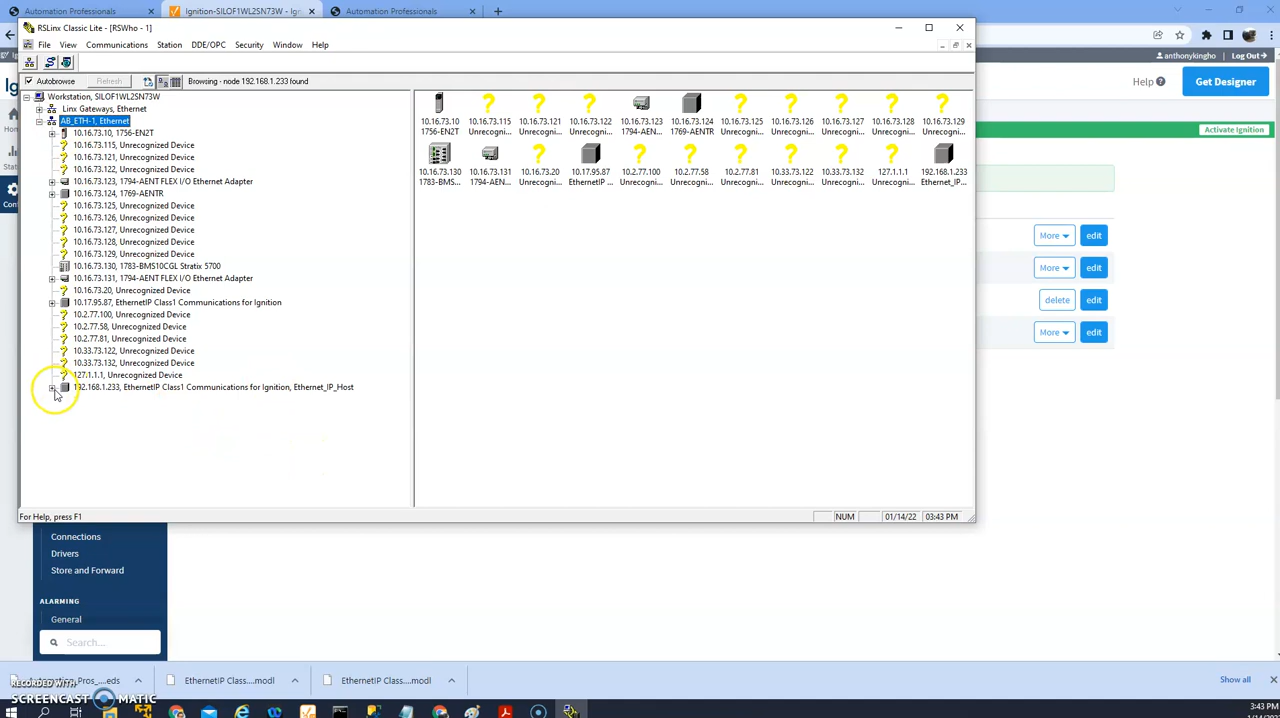 Automation Professionals
Ignition-SILOF1WL2SN73W - Igni
Automation Professionals
RSLinx Classic Lite - [RSWho - 1]
File View Communications Station DDE/OPC Security Window Help
anthonykingho Log Out
Autobrowse Refresh Browsing - node 192.168.1.233 found
Help Get Designer
Workstation, SILOF1WL2SN73W
Linx Gateways, Ethernet
AB_ETH-1, Ethernet
10.16.73.10, 1756-EN2T
10.16.73.115, Unrecognized Device
10.16.73.121, Unrecognized Device
10.16.73.122, Unrecognized Device
10.16.73.123, 1794-AENT FLEX I/O Ethernet Adapter
10.16.73.124, 1769-AENTR
10.16.73.125, Unrecognized Device
10.16.73.126, Unrecognized Device
10.16.73.127, Unrecognized Device
10.16.73.128, Unrecognized Device
10.16.73.129, Unrecognized Device
10.16.73.130, 1783-BMS10CGL Stratix 5700
10.16.73.131, 1794-AENT FLEX I/O Ethernet Adapter
10.16.73.20, Unrecognized Device
10.17.95.87, EthernetIP Class1 Communications for Ignition
10.2.77.100, Unrecognized Device
10.2.77.58, Unrecognized Device
10.2.77.81, Unrecognized Device
10.33.73.122, Unrecognized Device
10.33.73.132, Unrecognized Device
127.1.1.1, Unrecognized Device
192.168.1.233, EthernetIP Class1 Communications for Ignition, Ethernet_IP_Host
10.16.73.10 10.16.73.115 10.16.73.121 10.16.73.122 10.16.73.123 10.16.73.124 10.16.73.125 10.16.73.126 10.16.73.127 10.16.73.128 10.16.73.129
1756-EN2T Unrecogni... Unrecogni... Unrecogni... 1794-AEN... 1769-AENTR Unrecogni... Unrecogni... Unrecogni... Unrecogni... Unrecogni...
10.16.73.130 10.16.73.131 10.16.73.20 10.17.95.87 10.2.77.100 10.2.77.58 10.2.77.81 10.33.73.122 10.33.73.132 127.1.1.1 192.168.1.233
1783-BMS... 1794-AEN... Unrecogni... EthernetIP ... Unrecogni... Unrecogni... Unrecogni... Unrecogni... Unrecogni... Unrecogni... Ethernet_IP...
Activate Ignition
More edit
More edit
delete edit
More edit
For Help, press F1
NUM 01/14/22 03:43 PM
Connections
Drivers
Store and Forward
ALARMING
General
Search...
Automation_Pros_....eds
EthernetIP Class....modl
EthernetIP Class....modl
Show all
RECORDED WITH
SCREENCAST MATIC
3:43 PM